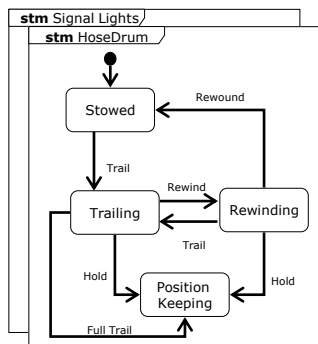 stm Signal Lights
stm HoseDrum
Stowed
Rewound
Trail
Rewind
Trailing
Rewinding
Trail
Hold
Position
Keeping
Hold
Full Trail